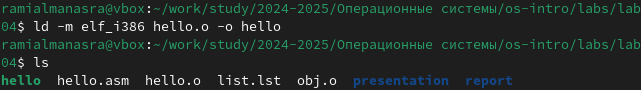 ramialmanasra@vbox:~/work/study/2024-2025/Операционные системы/os-intro/labs/lab
04$ ld -m elf_i386 hello.o -o hello
ramialmanasra@vbox:~/work/study/2024-2025/Операционные системы/os-intro/labs/lab
04$ ls
hello  hello.asm  hello.o  list.lst  obj.o  presentation  report